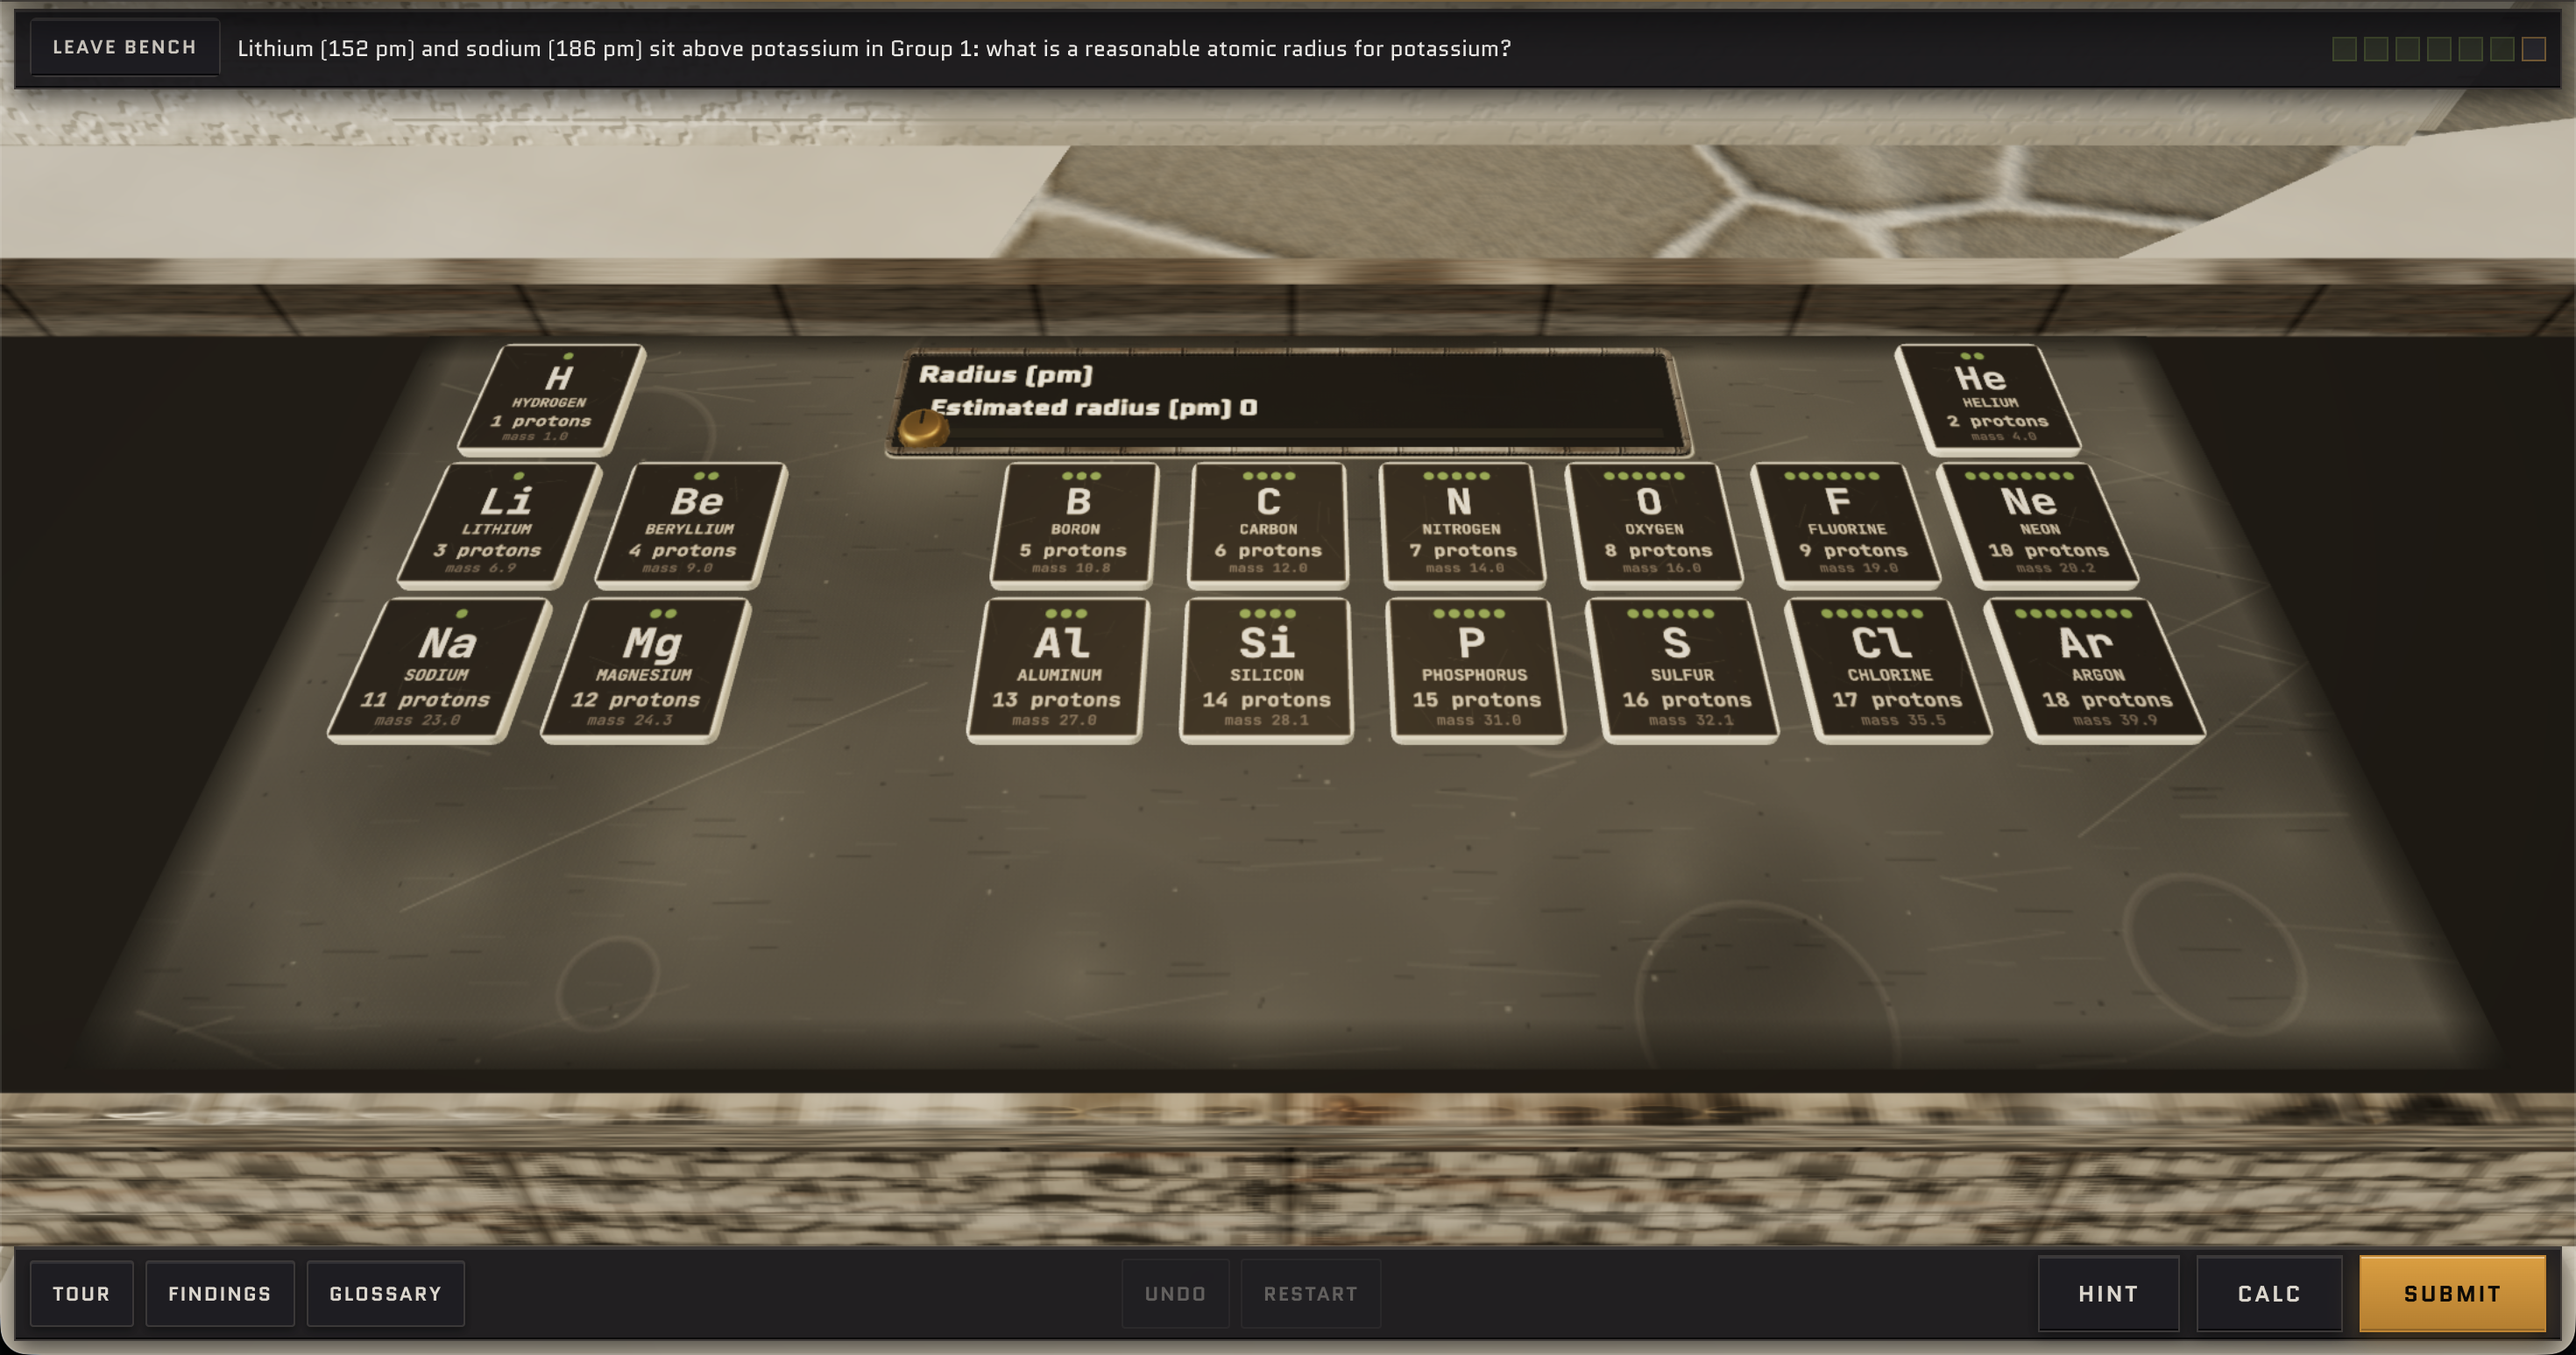 LEAVE BENCH
Lithium (152 pm) and sodium (186 pm) sit above potassium in Group 1: what is a reasonable atomic radius for potassium?
H
HYDROGEN
1 protons
mass 1.0
Radius (pm)
Estimated radius (pm) 0
He
HELIUM
2 protons
mass 4.0
Li
LITHIUM
3 protons
mass 6.9
Be
BERYLLIUM
4 protons
mass 9.0
B
BORON
5 protons
mass 10.8
C
CARBON
6 protons
mass 12.0
N
NITROGEN
7 protons
mass 14.0
O
OXYGEN
8 protons
mass 16.0
F
FLUORINE
9 protons
mass 19.0
Ne
NEON
10 protons
mass 20.2
Na
SODIUM
11 protons
mass 23.0
Mg
MAGNESIUM
12 protons
mass 24.3
Al
ALUMINUM
13 protons
mass 27.0
Si
SILICON
14 protons
mass 28.1
P
PHOSPHORUS
15 protons
mass 31.0
S
SULFUR
16 protons
mass 32.1
Cl
CHLORINE
17 protons
mass 35.5
Ar
ARGON
18 protons
mass 39.9
TOUR
FINDINGS
GLOSSARY
UNDO
RESTART
HINT
CALC
SUBMIT